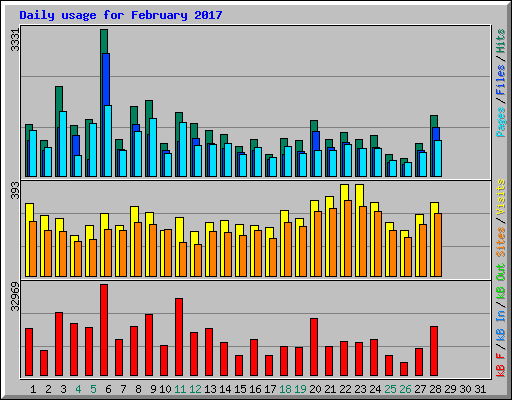 Daily usage for February 2017
3331
Pages / Files / Hits
393
Sites / Visits
32969
kB F / kB In / kB Out
1 2 3 4 5 6 7 8 9 10 11 12 13 14 15 16 17 18 19 20 21 22 23 24 25 26 27 28 29 30 31